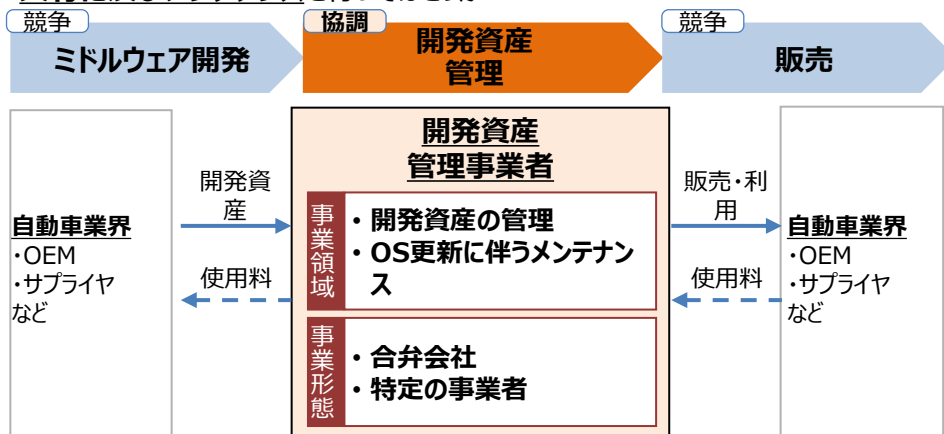 競争
ミドルウェア開発
協調
開発資産
管理
競争
販売
自動車業界
・OEM
・サプライヤ
など
開発資
産
使用料
開発資産
管理事業者
事業領域
・開発資産の管理
・OS更新に伴うメンテナン
ス
事業形態
・合弁会社
・特定の事業者
販売・利
用
使用料
自動車業界
・OEM
・サプライヤ
など